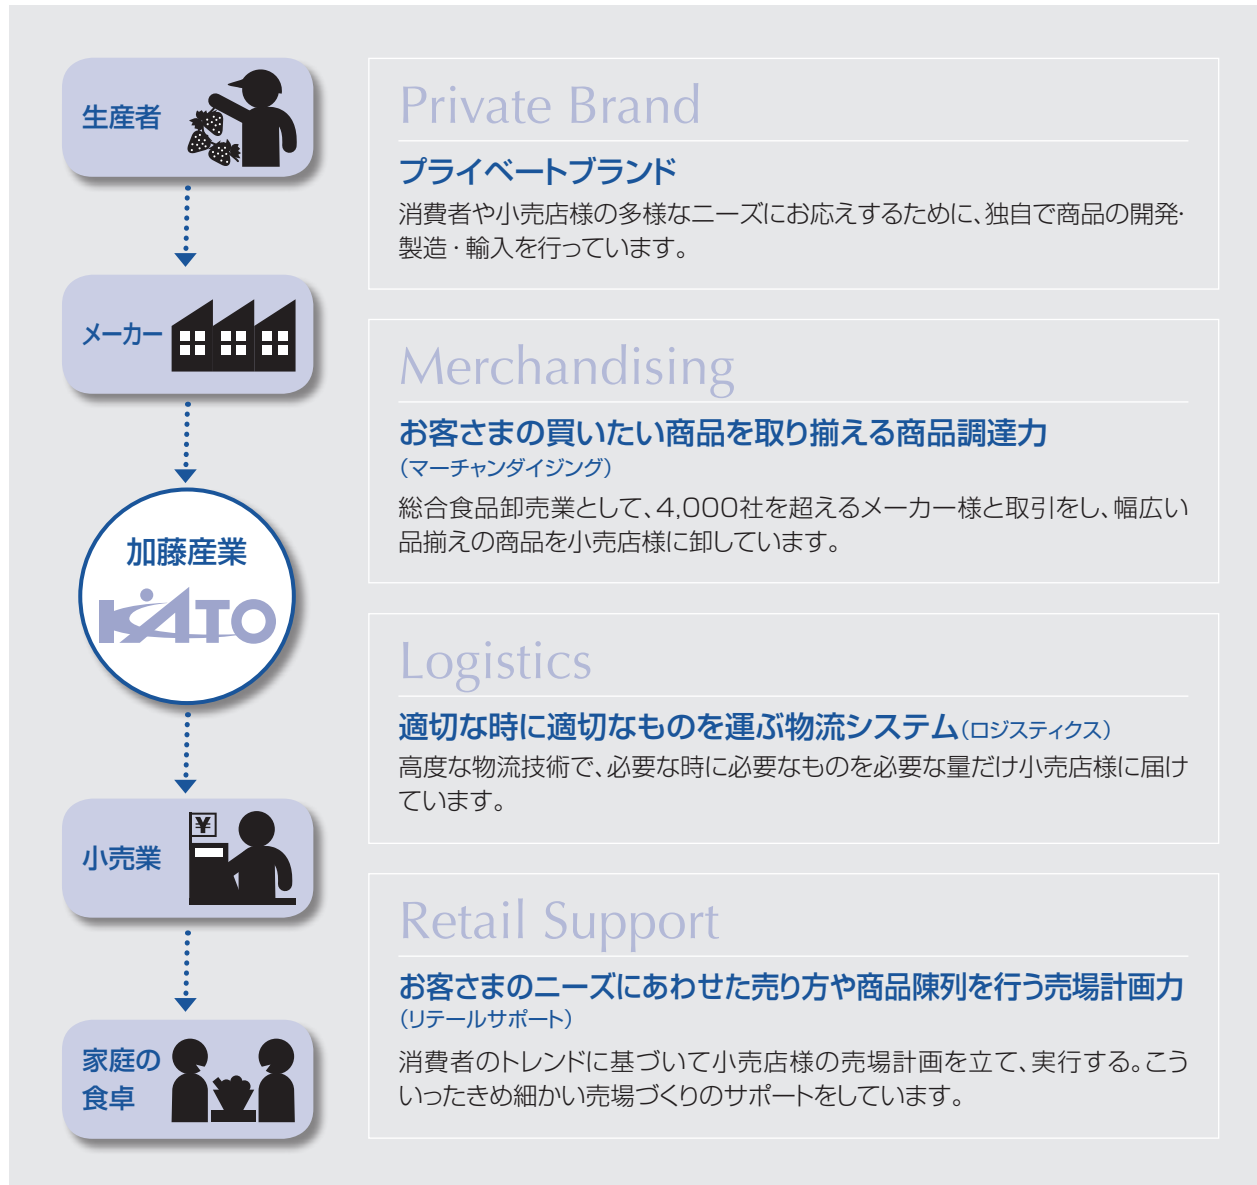 生産者
メーカー
加藤産業
KATO
小売業
¥
家庭の
食卓
Private Brand
プライベートブランド
消費者や小売店様の多様なニーズにお応えするために、独自で商品の開発・
製造・輸入を行っています。
Merchandising
お客さまの買いたい商品を取り揃える商品調達力
（マーチャンダイジング）
総合食品卸売業として、4,000社を超えるメーカー様と取引をし、幅広い
品揃えの商品を小売店様に卸しています。
Logistics
適切な時に適切なものを運ぶ物流システム（ロジスティクス）
高度な物流技術で、必要な時に必要なものを必要な量だけ小売店様に届け
ています。
Retail Support
お客さまのニーズにあわせた売り方や商品陳列を行う売場計画力
（リテールサポート）
消費者のトレンドに基づいて小売店様の売場計画を立て、実行する。こう
いったきめ細かい売場づくりのサポートをしています。